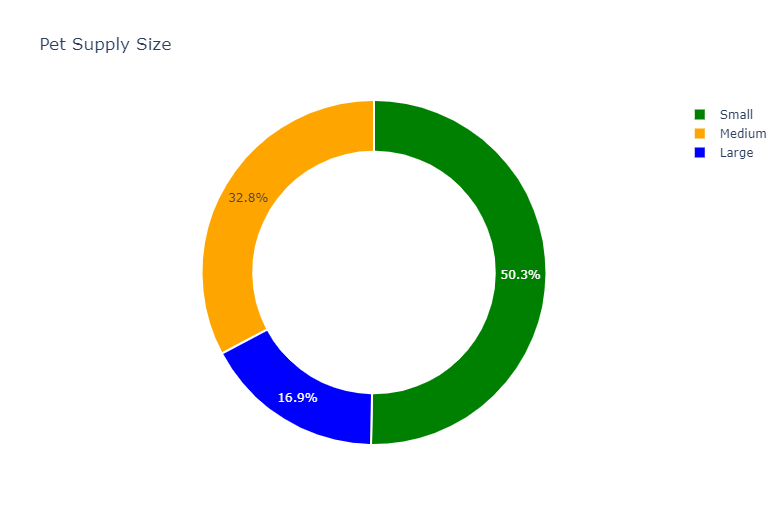 Pet Supply Size
Small
Medium
Large
32.8%
50.3%
16.9%